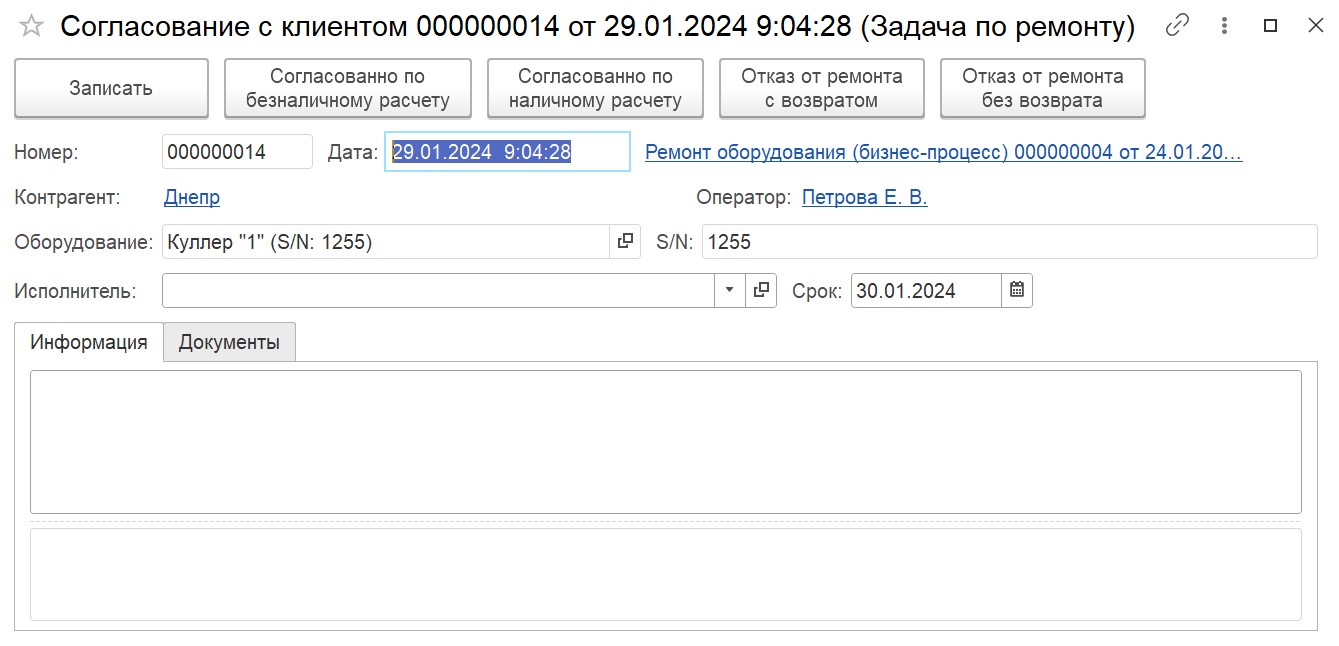 Согласование с клиентом 000000014 от 29.01.2024 9:04:28 (Задача по ремонту)
Записать
Согласованно по
безналичному расчету
Согласованно по
наличному расчету
Отказ от ремонта
с возвратом
Отказ от ремонта
без возврата
Номер: 000000014 Дата: 29.01.2024 9:04:28 Ремонт оборудования (бизнес-процесс) 000000004 от 24.01.20...
Контрагент: Днепр Оператор: Петрова Е. В.
Оборудование: Куллер "1" (S/N: 1255) S/N: 1255
Исполнитель: Срок: 30.01.2024
Информация Документы